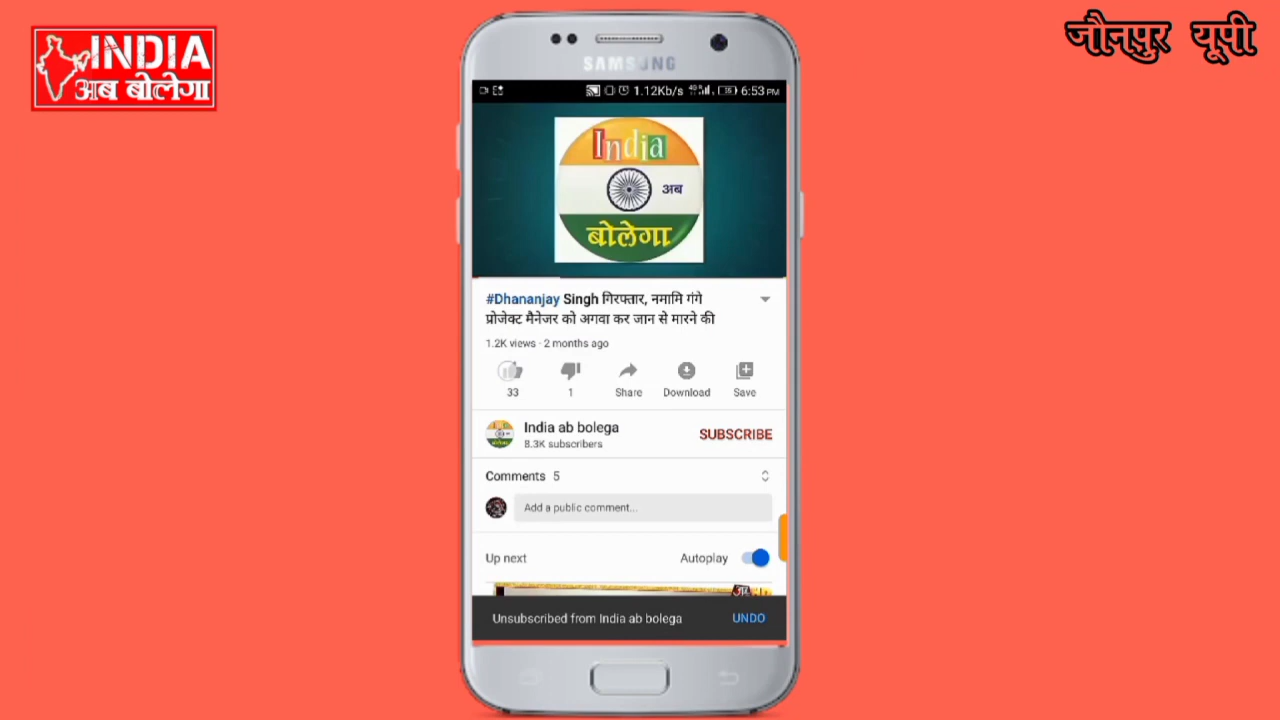 INDIA
अब बोलेगा
जौनपुर यूपी
SAMSUNG
1.12Kb/s 6:53 PM
India
अब
बोलेगा
#Dhananjay Singh गिरफ्तार, नमामि गंगे
प्रोजेक्ट मैनेजर को अगवा कर जान से मारने की
1.2K views · 2 months ago
33 1 Share Download Save
India ab bolega
8.3K subscribers
SUBSCRIBE
Comments 5
Add a public comment...
Up next Autoplay
Unsubscribed from India ab bolega UNDO